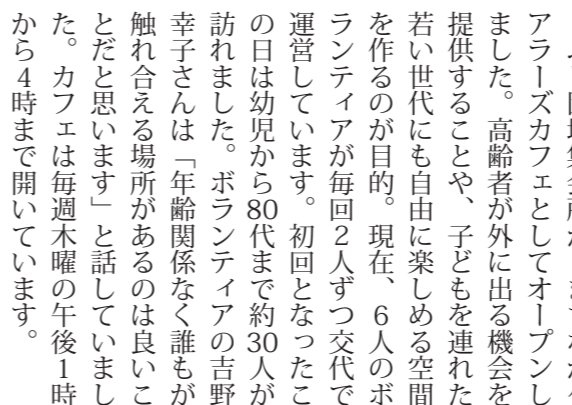 アラーズカフェとしてオープンし
ました。高齢者が外に出る機会を
提供することや、子どもを連れた
若い世代にも自由に楽しめる空間
を作るのが目的。現在、6人のボ
ランティアが毎回2人ずつ交代で
運営しています。初回となったこ
の日は幼児から80代まで約30人が
訪れました。ボランティアの吉野
幸子さんは「年齢関係なく誰もが
触れ合える場所があるのは良いこ
とだと思います」と話していまし
た。カフェは毎週木曜の午後1時
から4時まで開いています。